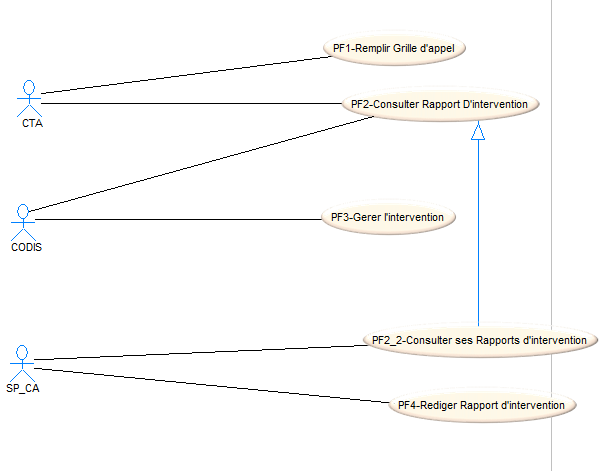 PF1-Remplir Grille d'appel
PF2-Consulter Rapport D'intervention
CTA
PF3-Gerer l'intervention
CODIS
PF2_2-Consulter ses Rapports d'intervention
SP_CA
PF4-Rediger Rapport d'intervention